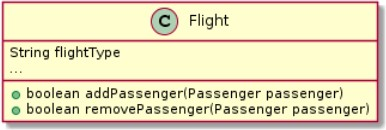 C Flight
String flightType
...
boolean addPassenger(Passenger passenger)
boolean removePassenger(Passenger passenger)